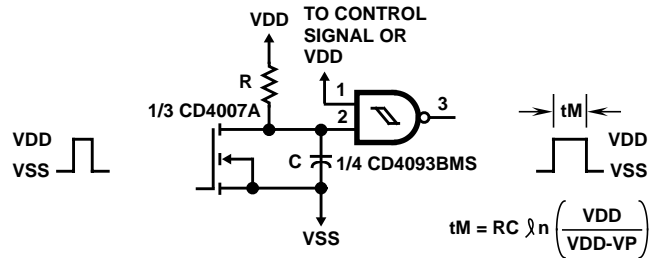 VDD
TO CONTROL
SIGNAL OR
VDD
R
1
1/3 CD4007A
2
3
tM
VDD
VSS
C
1/4 CD4093BMS
VDD
VSS
VSS
tM = RC ln ( VDD / VDD-VP )